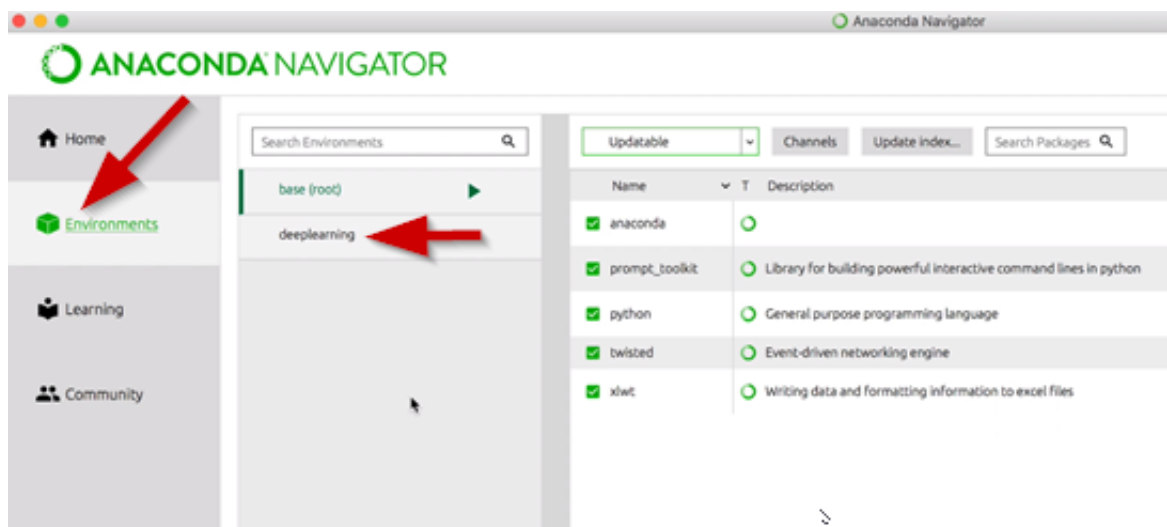 Anaconda Navigator
ANACONDA NAVIGATOR
Home
Environments
Learning
Community
Search Environments
base (root)
deeplearning
Updatable Channels Update index... Search Packages
Name T Description
anaconda
prompt_toolkit Library for building powerful interactive command lines in python
python General purpose programming language
twisted Event-driven networking engine
xlwt Writing data and formatting information to excel files